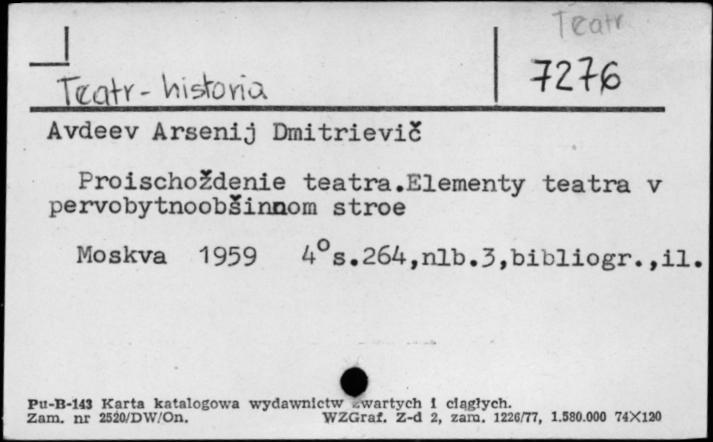 Teatr
7276
Teatr - historia
Avdeev Arsenij Dmitrievič
Proischoždenie teatra.Elementy teatra v
pervobytnoobšinnom stroe
Moskva 1959 4°s.264,nlb.3,bibliogr.,il.
Pu-B-143 Karta katalogowa wydawnictw zwartych i ciągłych.
Zam. nr 2520/DW/On. WZGraf. Z-d 2, zam. 1226/77, 1.580.000 74X120